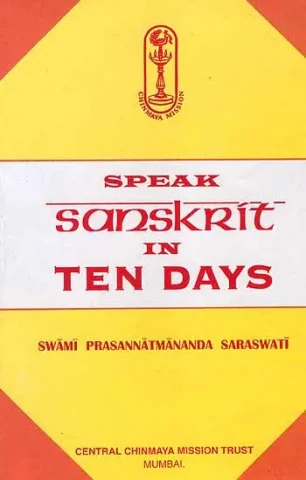 CHINMAYA MISSION
SPEAK
sanskrit
IN
TEN DAYS
SWĀMĪ PRASANNĀTMĀNANDA SARASWATĪ
CENTRAL CHINMAYA MISSION TRUST
MUMBAI.